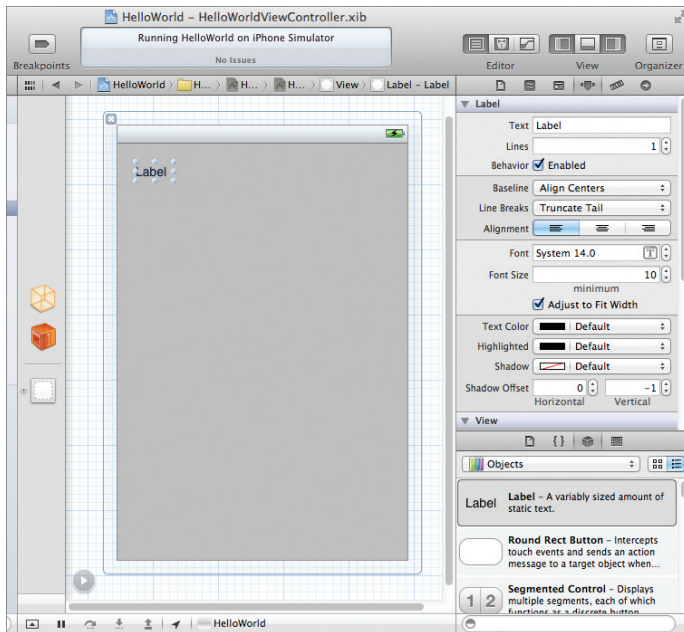 HelloWorld – HelloWorldViewController.xib
Running HelloWorld on iPhone Simulator
No Issues
Breakpoints
Editor
View
Organizer
HelloWorld
H...
H...
H...
View
Label – Label
Label
Label
Text
Label
Lines
1
Behavior
Enabled
Baseline
Align Centers
Line Breaks
Truncate Tail
Alignment
Font
System 14.0
T
Font Size
10
minimum
Adjust to Fit Width
Text Color
Default
Highlighted
Default
Shadow
Default
Shadow Offset
0
-1
Horizontal
Vertical
View
{ }
Objects
Label
Label – A variably sized amount of
static text.
Round Rect Button – Intercepts
touch events and sends an action
message to a target object when...
1 2
Segmented Control – Displays
multiple segments, each of which
functions as a discrete button
HelloWorld